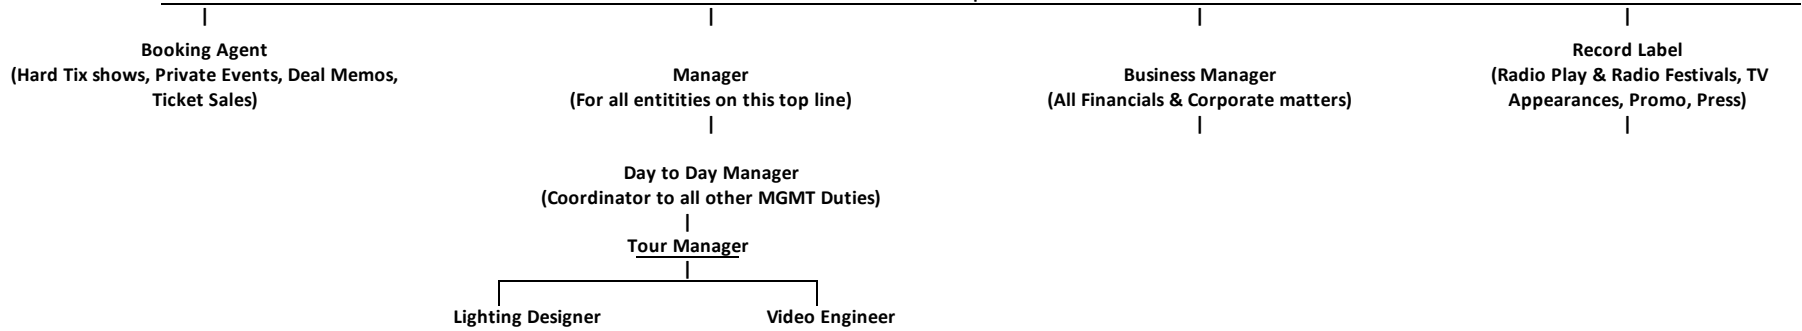 Booking Agent
(Hard Tix shows, Private Events, Deal Memos,
Ticket Sales)
Manager
(For all entitities on this top line)
Business Manager
(All Financials & Corporate matters)
Record Label
(Radio Play & Radio Festivals, TV
Appearances, Promo, Press)
Day to Day Manager
(Coordinator to all other MGMT Duties)
Tour Manager
Lighting Designer
Video Engineer